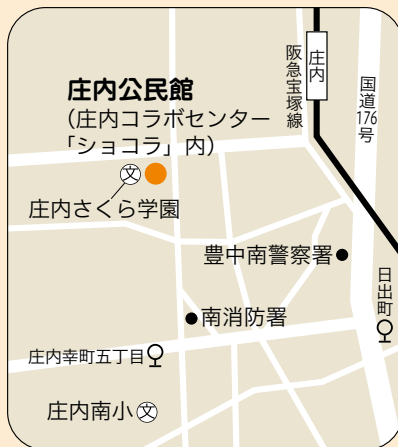 庄内
阪急宝塚線
国道176号
庄内公民館
(庄内コラボセンター
「ショコラ」内)
文
庄内さくら学園
豊中南警察署
日出町
南消防署
庄内幸町五丁目
庄内南小
文